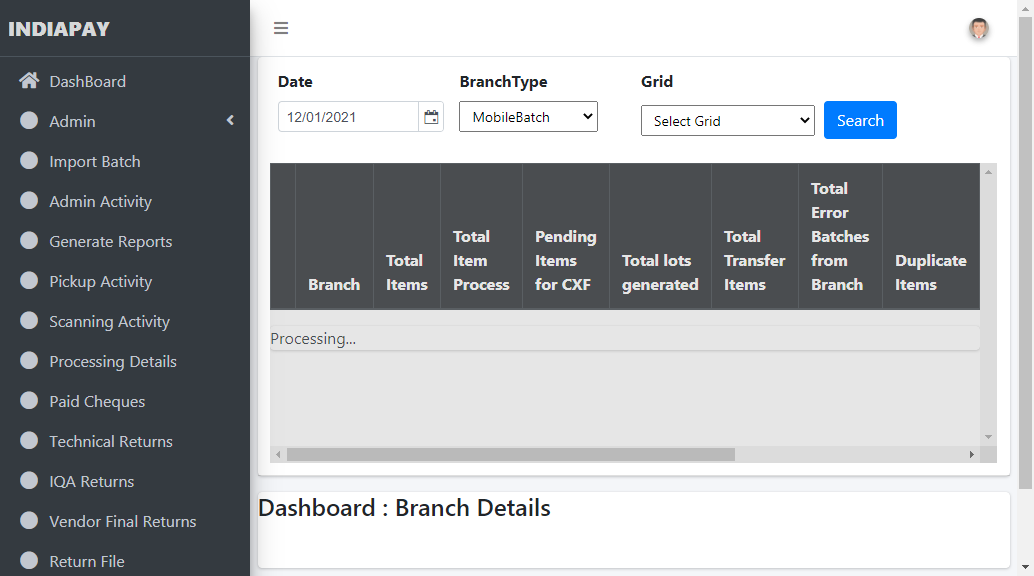 INDIAPAY
DashBoard
Admin
Import Batch
Admin Activity
Generate Reports
Pickup Activity
Scanning Activity
Processing Details
Paid Cheques
Technical Returns
IQA Returns
Vendor Final Returns
Return File
Date
BranchType
Grid
12/01/2021
MobileBatch
Select Grid
Search
Branch
Total
Items
Total
Item
Process
Pending
Items
for CXF
Total lots
generated
Total
Transfer
Items
Total
Error
Batches
from
Branch
Duplicate
Items
Processing...
Dashboard : Branch Details